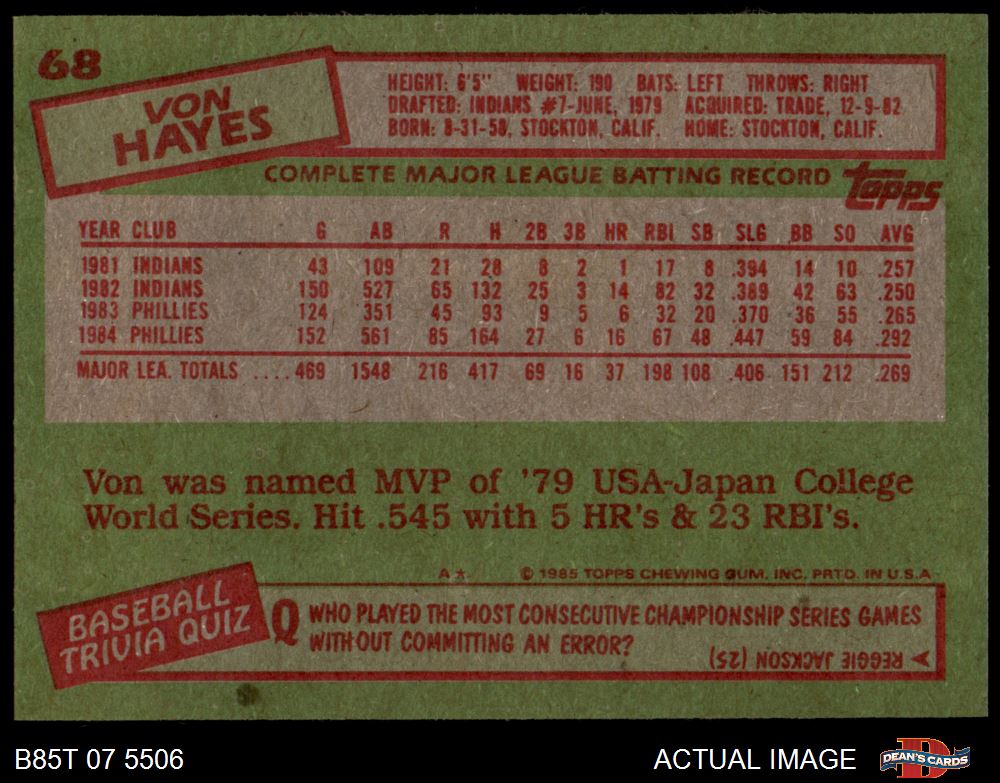 68
VON
HAYES
HEIGHT: 6'5" WEIGHT: 190 BATS: LEFT THROWS: RIGHT
DRAFTED: INDIANS #7-JUNE, 1979 ACQUIRED: TRADE, 12-9-82
BORN: 8-31-58, STOCKTON, CALIF. HOME: STOCKTON, CALIF.
COMPLETE MAJOR LEAGUE BATTING RECORD topps
YEAR CLUB G AB R H 2B 3B HR RBI SB SLG BB SO AVG
1981 INDIANS 43 109 21 28 8 2 1 17 8 .394 14 10 .257
1982 INDIANS 150 527 65 132 25 3 14 82 32 .389 42 63 .250
1983 PHILLIES 124 351 45 93 9 5 6 32 20 .370 36 55 .265
1984 PHILLIES 152 561 85 164 27 6 16 67 48 .447 59 84 .292
MAJOR LEA. TOTALS ....469 1548 216 417 69 16 37 198 108 .406 151 212 .269
Von was named MVP of '79 USA-Japan College
World Series. Hit .545 with 5 HR's & 23 RBI's.
A★ © 1985 TOPPS CHEWING GUM, INC. PRTD. IN U.S.A
BASEBALL
TRIVIA QUIZ
Q WHO PLAYED THE MOST CONSECUTIVE CHAMPIONSHIP SERIES GAMES
WITHOUT COMMITTING AN ERROR?
➤ REGGIE JACKSON (25)
B85T 07 5506 ACTUAL IMAGE DEAN'S CARDS